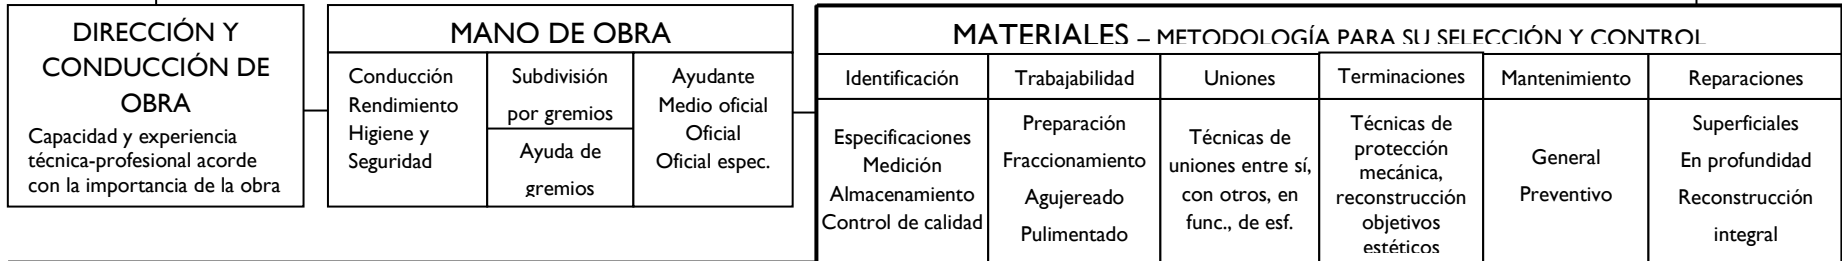 DIRECCIÓN Y
CONDUCCIÓN DE
OBRA
Capacidad y experiencia
técnica-profesional acorde
con la importancia de la obra
MANO DE OBRA
Conducción
Rendimiento
Higiene y
Seguridad
Subdivisión
por gremios
Ayuda de
gremios
Ayudante
Medio oficial
Oficial
Oficial espec.
MATERIALES – METODOLOGÍA PARA SU SELECCIÓN Y CONTROL
Identificación
Especificaciones
Medición
Almacenamiento
Control de calidad
Trabajabilidad
Preparación
Fraccionamiento
Agujereado
Pulimentado
Uniones
Técnicas de
uniones entre sí,
con otros, en
func., de esf.
Terminaciones
Técnicas de
protección
mecánica,
reconstrucción
objetivos
estéticos
Mantenimiento
General
Preventivo
Reparaciones
Superficiales
En profundidad
Reconstrucción
integral